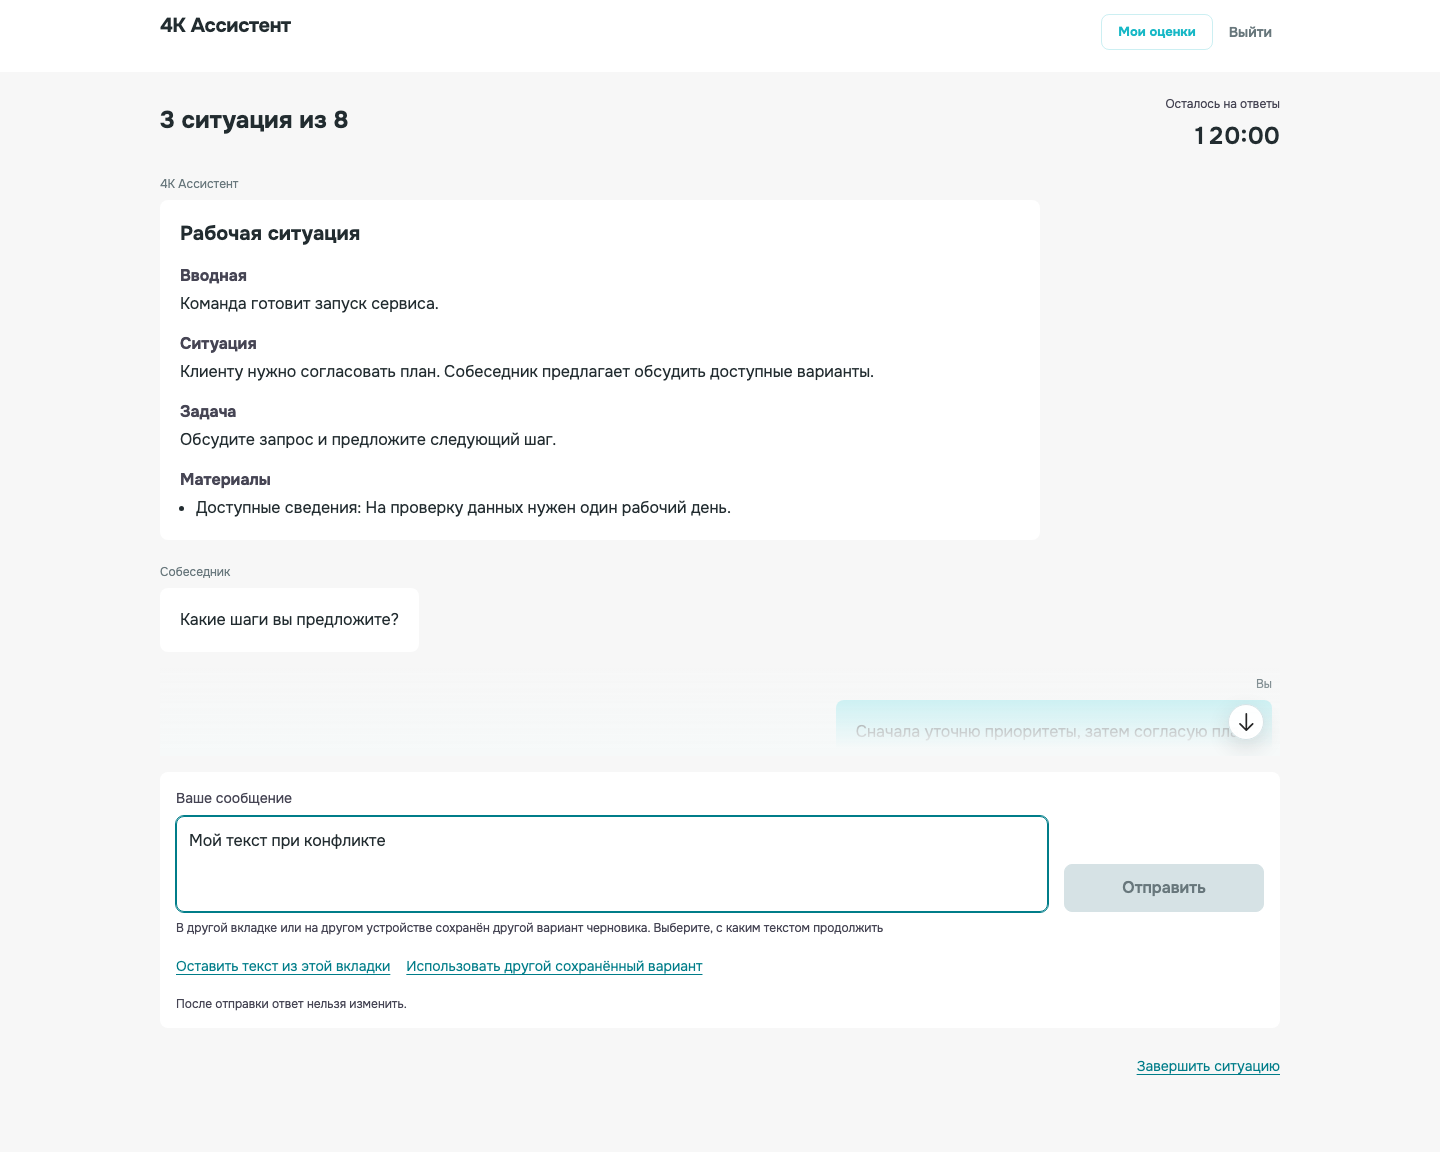 4К Ассистент
Мои оценки
Выйти
3 ситуация из 8
Осталось на ответы
120:00
4К Ассистент
Рабочая ситуация
Вводная
Команда готовит запуск сервиса.
Ситуация
Клиенту нужно согласовать план. Собеседник предлагает обсудить доступные варианты.
Задача
Обсудите запрос и предложите следующий шаг.
Материалы
• Доступные сведения: На проверку данных нужен один рабочий день.
Собеседник
Какие шаги вы предложите?
Вы
Сначала уточню приоритеты, затем согласую
Ваше сообщение
Мой текст при конфликте
Отправить
В другой вкладке или на другом устройстве сохранён другой вариант черновика. Выберите, с каким текстом продолжить
Оставить текст из этой вкладки
Использовать другой сохранённый вариант
После отправки ответ нельзя изменить.
Завершить ситуацию